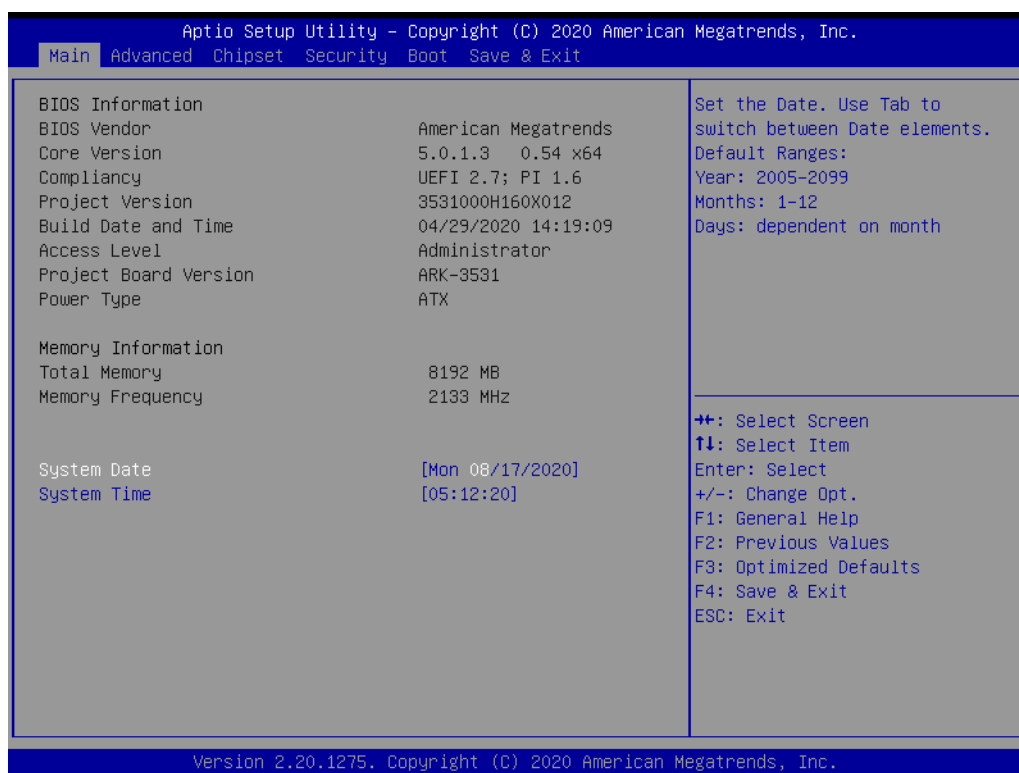 Aptio Setup Utility – Copyright (C) 2020 American Megatrends, Inc.
Main Advanced Chipset Security Boot Save & Exit
BIOS Information
BIOS Vendor American Megatrends
Core Version 5.0.1.3 0.54 x64
Compliancy UEFI 2.7; PI 1.6
Project Version 3531000H160X012
Build Date and Time 04/29/2020 14:19:09
Access Level Administrator
Project Board Version ARK-3531
Power Type ATX
Memory Information
Total Memory 8192 MB
Memory Frequency 2133 MHz
System Date [Mon 08/17/2020]
System Time [05:12:20]
Set the Date. Use Tab to
switch between Date elements.
Default Ranges:
Year: 2005-2099
Months: 1-12
Days: dependent on month
→←: Select Screen
↑↓: Select Item
Enter: Select
+/-: Change Opt.
F1: General Help
F2: Previous Values
F3: Optimized Defaults
F4: Save & Exit
ESC: Exit
Version 2.20.1275. Copyright (C) 2020 American Megatrends, Inc.